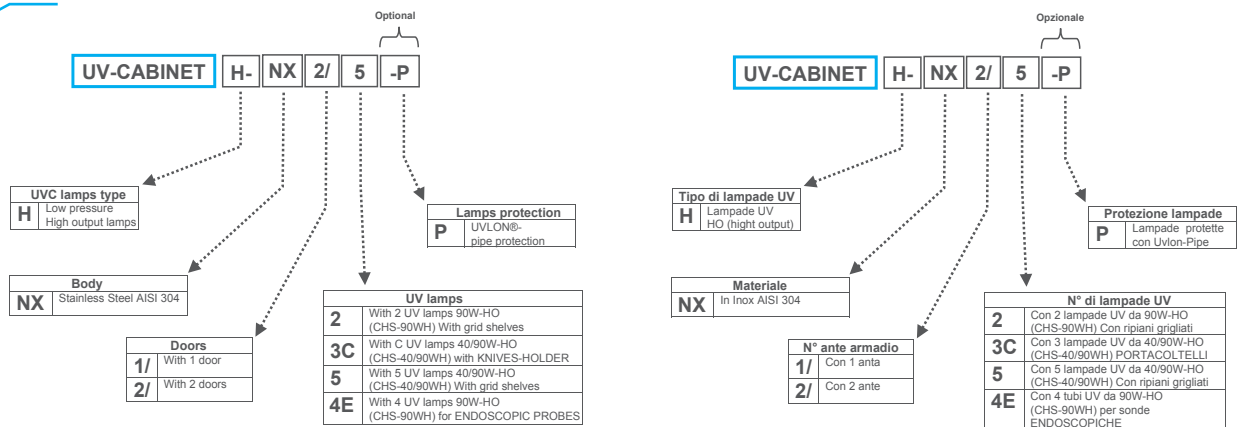 Optional
UV-CABINET H- NX 2/ 5 -P
UVC lamps type
H Low pressure
High output lamps
Lamps protection
P UVLON®-
pipe protection
Body
NX Stainless Steel AISI 304
Doors
1/ With 1 door
2/ With 2 doors
UV lamps
2 With 2 UV lamps 90W-HO
(CHS-90WH) With grid shelves
3C With C UV lamps 40/90W-HO
(CHS-40/90WH) with KNIVES-HOLDER
5 With 5 UV lamps 40/90W-HO
(CHS-40/90WH) With grid shelves
4E With 4 UV lamps 90W-HO
(CHS-90WH) for ENDOSCOPIC PROBES
Opzionale
UV-CABINET H- NX 2/ 5 -P
Tipo di lampade UV
H Lampade UV
HO (hight output)
Protezione lampade
P Lampade protette
con Uvlon-Pipe
Materiale
NX In Inox AISI 304
N° ante armadio
1/ Con 1 anta
2/ Con 2 ante
N° di lampade UV
2 Con 2 lampade UV da 90W-HO
(CHS-90WH) Con ripiani grigliati
3C Con 3 lampade UV da 40/90W-HO
(CHS-40/90WH) PORTACOLTELLI
5 Con 5 lampade UV da 40/90W-HO
(CHS-40/90WH) Con ripiani grigliati
4E Con 4 tubi UV da 90W-HO
(CHS-90WH) per sonde
ENDOSCOPICHE